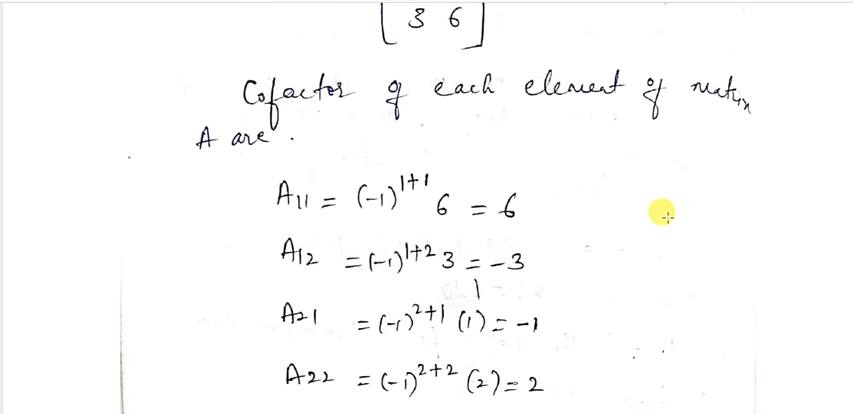 [ 3 6 ]
Cofactor of each element of matrix
A are.
A11 = (-1)^1+1 6 = 6
A12 = (-1)^1+2 3 = -3
A21 = (-1)^2+1 (1) = -1
A22 = (-1)^2+2 (2) = 2